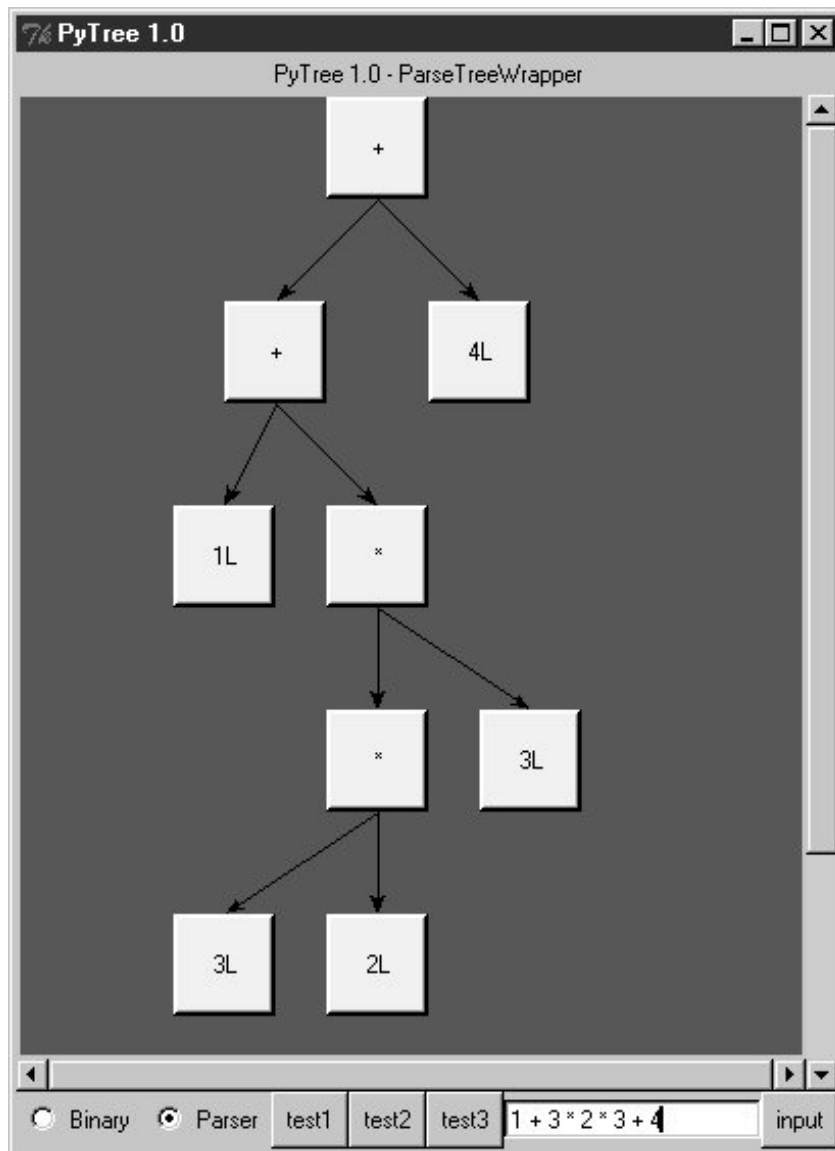 PyTree 1.0
PyTree 1.0 - ParseTreeWrapper
+
+ 4L
1L *
* 3L
3L 2L
Binary Parser test1 test2 test3 1 + 3 * 2 * 3 + 4 input